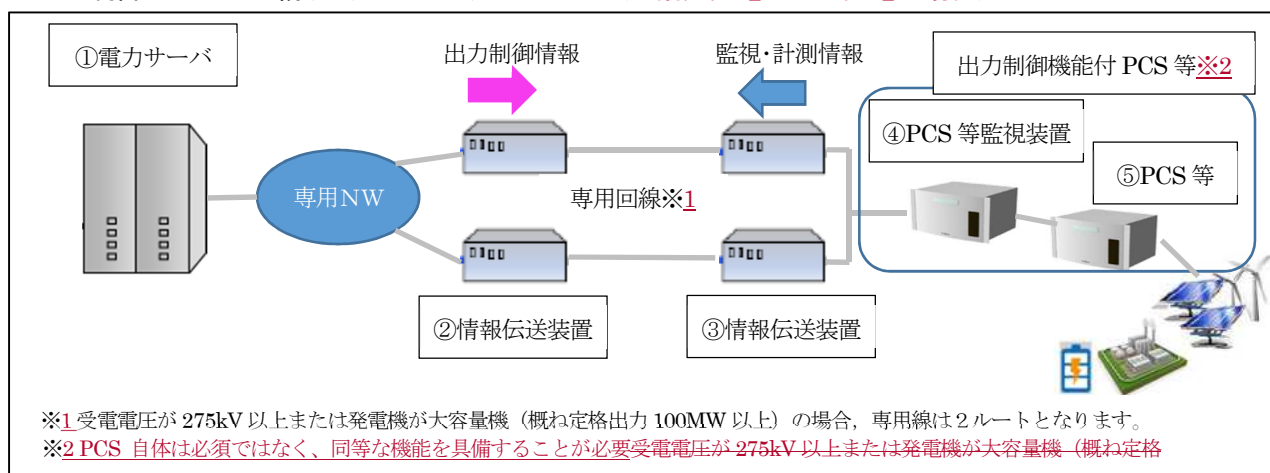 ①電力サーバ
出力制御情報
監視・計測情報
出力制御機能付 PCS 等※2
④PCS 等監視装置
⑤PCS 等
専用NW
専用回線※1
②情報伝送装置
③情報伝送装置
※1 受電電圧が 275kV 以上または発電機が大容量機（概ね定格出力 100MW 以上）の場合，専用線は２ルートとなります。
※2 PCS 自体は必須ではなく、同等な機能を具備することが必要受電電圧が 275kV 以上または発電機が大容量機（概ね定格